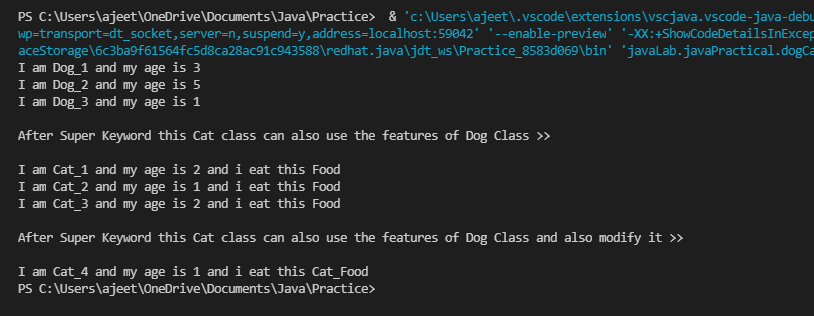 PS C:\Users\ajeet\OneDrive\Documents\Java\Practice>  & 'c:\Users\ajeet\.vscode\extensions\vscjava.vscode-java-debu
wp=transport=dt_socket,server=n,suspend=y,address=localhost:59042' '--enable-preview' '-XX:+ShowCodeDetailsInExcep
aceStorage\6c3ba9f61564fc5d8ca28ac91c943588\redhat.java\jdt_ws\Practice_8583d069\bin' 'javaLab.javaPractical.dogCa
I am Dog_1 and my age is 3
I am Dog_2 and my age is 5
I am Dog_3 and my age is 1
After Super Keyword this Cat class can also use the features of Dog Class >>
I am Cat_1 and my age is 2 and i eat this Food
I am Cat_2 and my age is 1 and i eat this Food
I am Cat_3 and my age is 2 and i eat this Food
After Super Keyword this Cat class can also use the features of Dog Class and also modify it >>
I am Cat_4 and my age is 1 and i eat this Cat_Food
PS C:\Users\ajeet\OneDrive\Documents\Java\Practice>